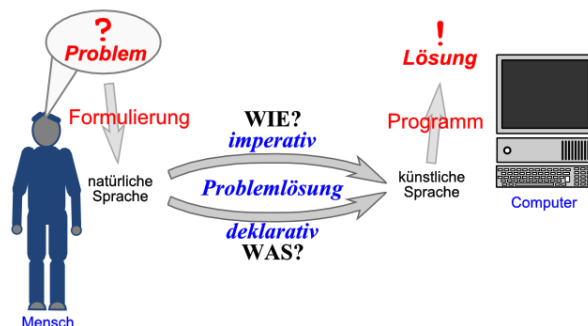 ?
Problem
!
Lösung
Formulierung
WIE?
imperativ
Programm
natürliche
Sprache
Problemlösung
künstliche
Sprache
deklarativ
WAS?
Computer
Mensch